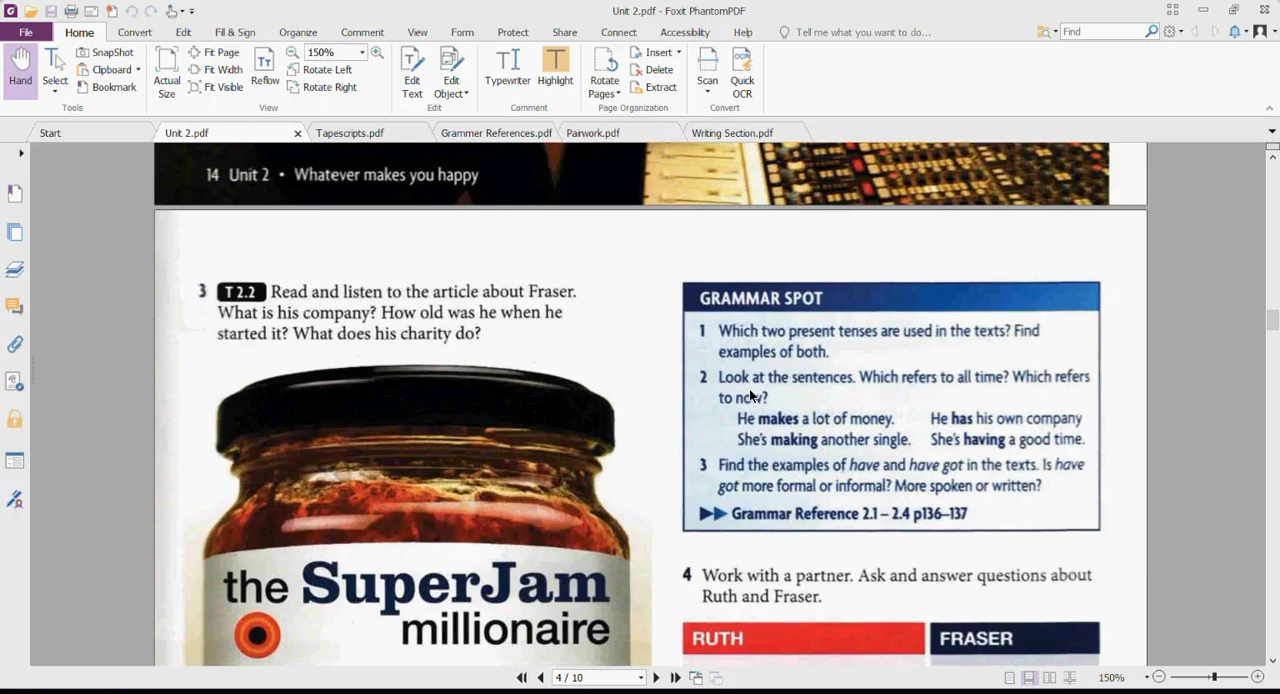 Unit 2.pdf - Foxit PhantomPDF
File Home Convert Edit Fill & Sign Organize Comment View Form Protect Share Connect Accessibility Help Tell me what you want to do... Find
Hand
Select
SnapShot
Clipboard
Bookmark
Tools
Actual Size
Fit Page
Fit Width
Fit Visible
Reflow
150%
Rotate Left
Rotate Right
View
Edit Text
Edit Object
Edit
Typewriter
Highlight
Comment
Rotate Pages
Insert
Delete
Extract
Page Organization
Scan
Quick OCR
Convert
Start Unit 2.pdf Tapescripts.pdf Grammer References.pdf Pairwork.pdf Writing Section.pdf
14 Unit 2 • Whatever makes you happy
3 T 2.2 Read and listen to the article about Fraser.
What is his company? How old was he when he
started it? What does his charity do?
the SuperJam
millionaire
GRAMMAR SPOT
1 Which two present tenses are used in the texts? Find
examples of both.
2 Look at the sentences. Which refers to all time? Which refers
to now?
He makes a lot of money. He has his own company
She's making another single. She's having a good time.
3 Find the examples of have and have got in the texts. Is have
got more formal or informal? More spoken or written?
Grammar Reference 2.1 – 2.4 p136–137
4 Work with a partner. Ask and answer questions about
Ruth and Fraser.
RUTH FRASER
4 / 10
150%